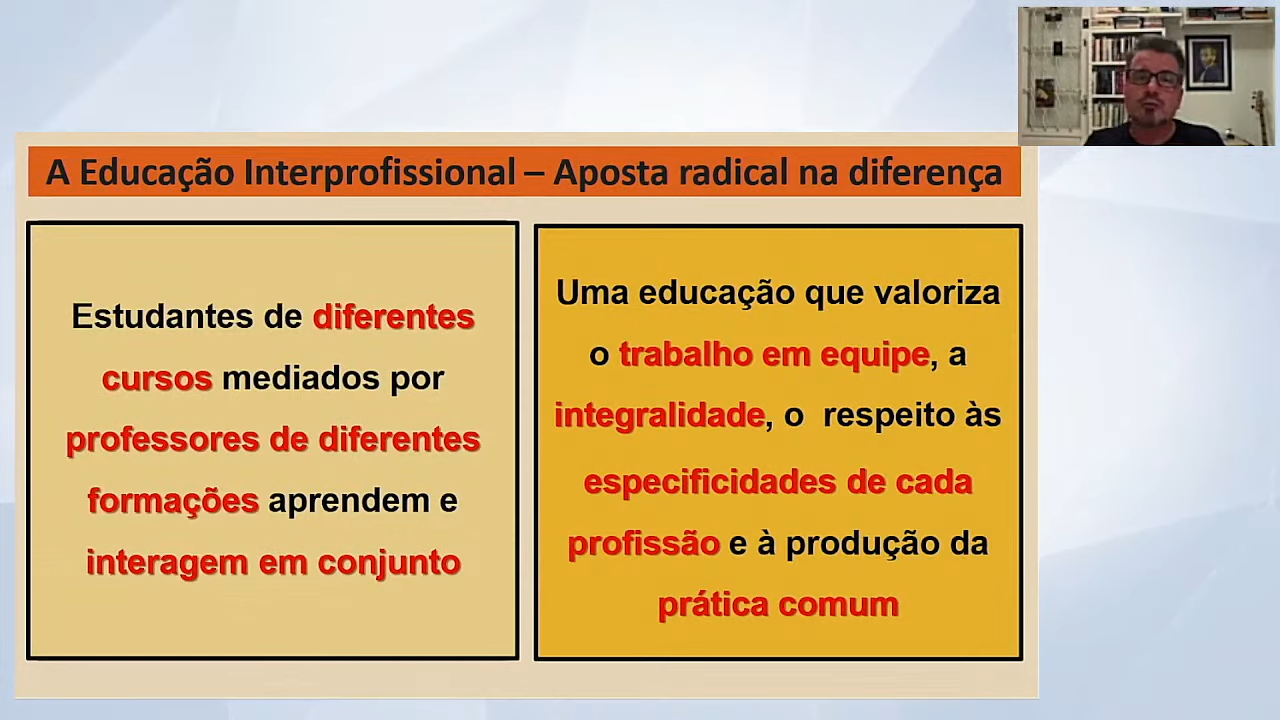 A Educação Interprofissional – Aposta radical na diferença
Estudantes de diferentes
cursos mediados por
professores de diferentes
formações aprendem e
interagem em conjunto
Uma educação que valoriza
o trabalho em equipe, a
integralidade, o respeito às
especificidades de cada
profissão e à produção da
prática comum